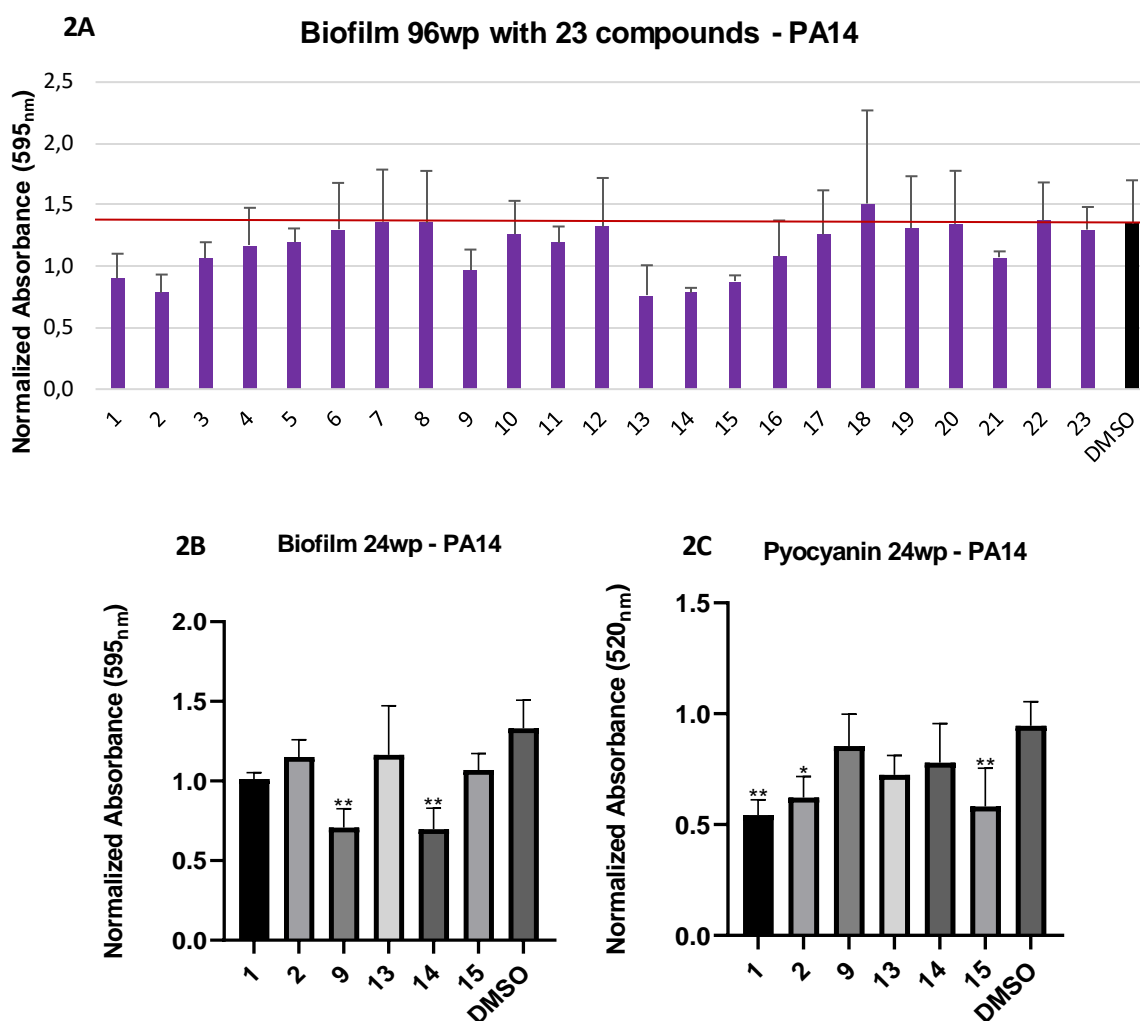 2A
Biofilm 96wp with 23 compounds - PA14
Normalized Absorbance (595nm)
2,5
2,0
1,5
1,0
0,5
0,0
1 2 3 4 5 6 7 8 9 10 11 12 13 14 15 16 17 18 19 20 21 22 23 DMSO
2B
Biofilm 24wp - PA14
Normalized Absorbance (595nm)
2.0
1.5
1.0
0.5
0.0
** **
1 2 9 13 14 15 DMSO
2C
Pyocyanin 24wp - PA14
Normalized Absorbance (520nm)
1.5
1.0
0.5
0.0
** * **
1 2 9 13 14 15 DMSO